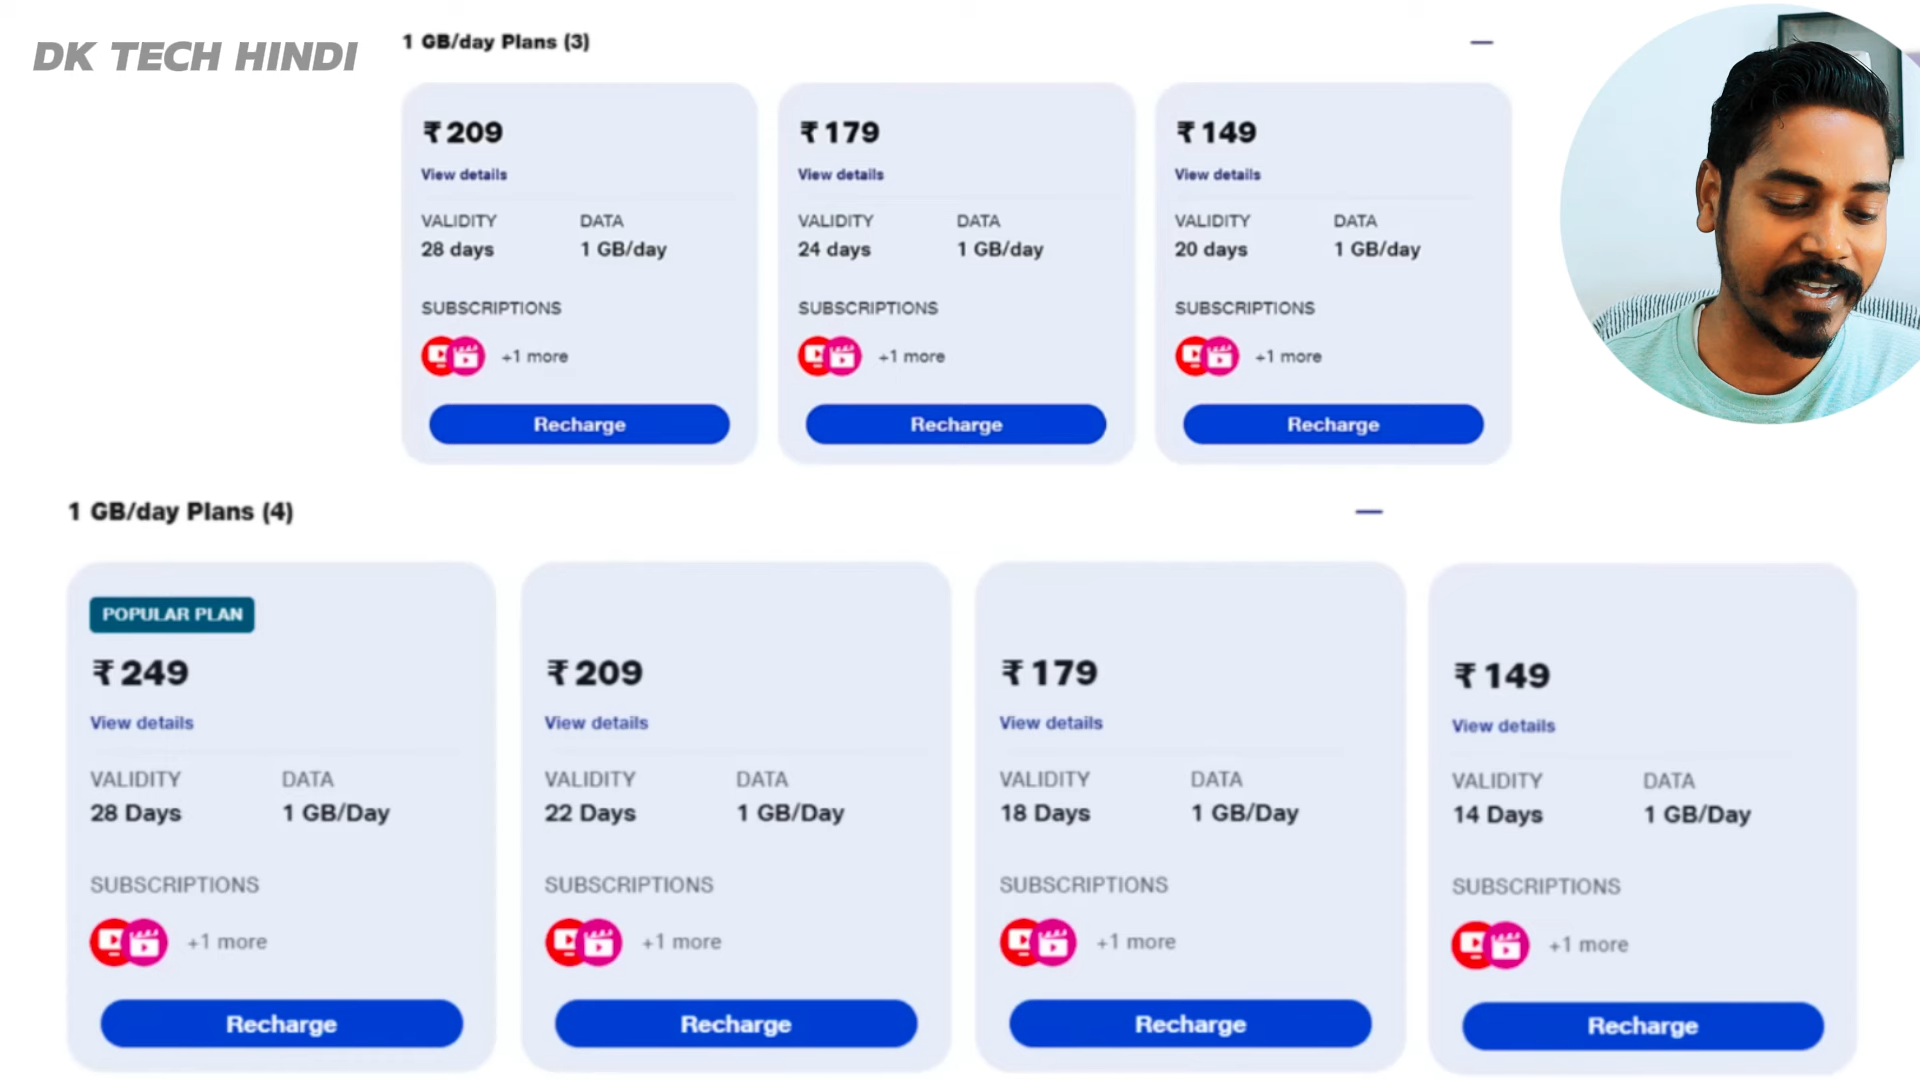 DK TECH HINDI
1 GB/day Plans (3)
₹209
View details
VALIDITY DATA
28 days 1 GB/day
SUBSCRIPTIONS
+1 more
Recharge
₹179
View details
VALIDITY DATA
24 days 1 GB/day
SUBSCRIPTIONS
+1 more
Recharge
₹149
View details
VALIDITY DATA
20 days 1 GB/day
SUBSCRIPTIONS
+1 more
Recharge
1 GB/day Plans (4)
POPULAR PLAN
₹249
View details
VALIDITY DATA
28 Days 1 GB/Day
SUBSCRIPTIONS
+1 more
Recharge
₹209
View details
VALIDITY DATA
22 Days 1 GB/Day
SUBSCRIPTIONS
+1 more
Recharge
₹179
View details
VALIDITY DATA
18 Days 1 GB/Day
SUBSCRIPTIONS
+1 more
Recharge
₹149
View details
VALIDITY DATA
14 Days 1 GB/Day
SUBSCRIPTIONS
+1 more
Recharge